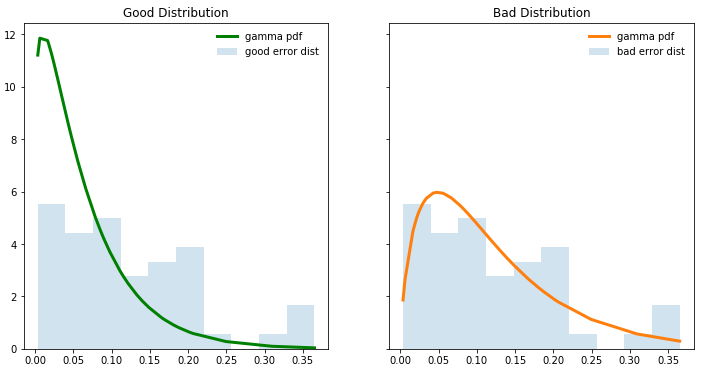 Good Distribution
gamma pdf
good error dist
12
10
8
6
4
2
0
0.00 0.05 0.10 0.15 0.20 0.25 0.30 0.35
Bad Distribution
gamma pdf
bad error dist
0.00 0.05 0.10 0.15 0.20 0.25 0.30 0.35